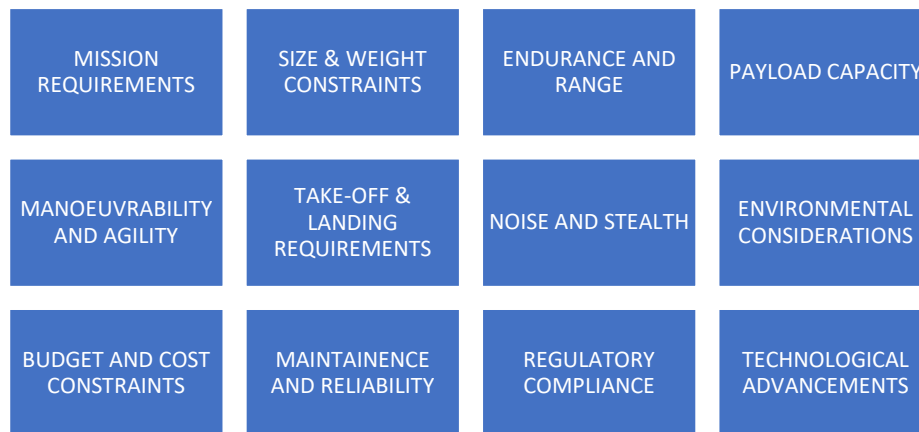 MISSION
REQUIREMENTS
SIZE & WEIGHT
CONSTRAINTS
ENDURANCE AND
RANGE
PAYLOAD CAPACITY
MANOEUVRABILITY
AND AGILITY
TAKE-OFF &
LANDING
REQUIREMENTS
NOISE AND STEALTH
ENVIRONMENTAL
CONSIDERATIONS
BUDGET AND COST
CONSTRAINTS
MAINTAINENCE
AND RELIABILITY
REGULATORY
COMPLIANCE
TECHNOLOGICAL
ADVANCEMENTS